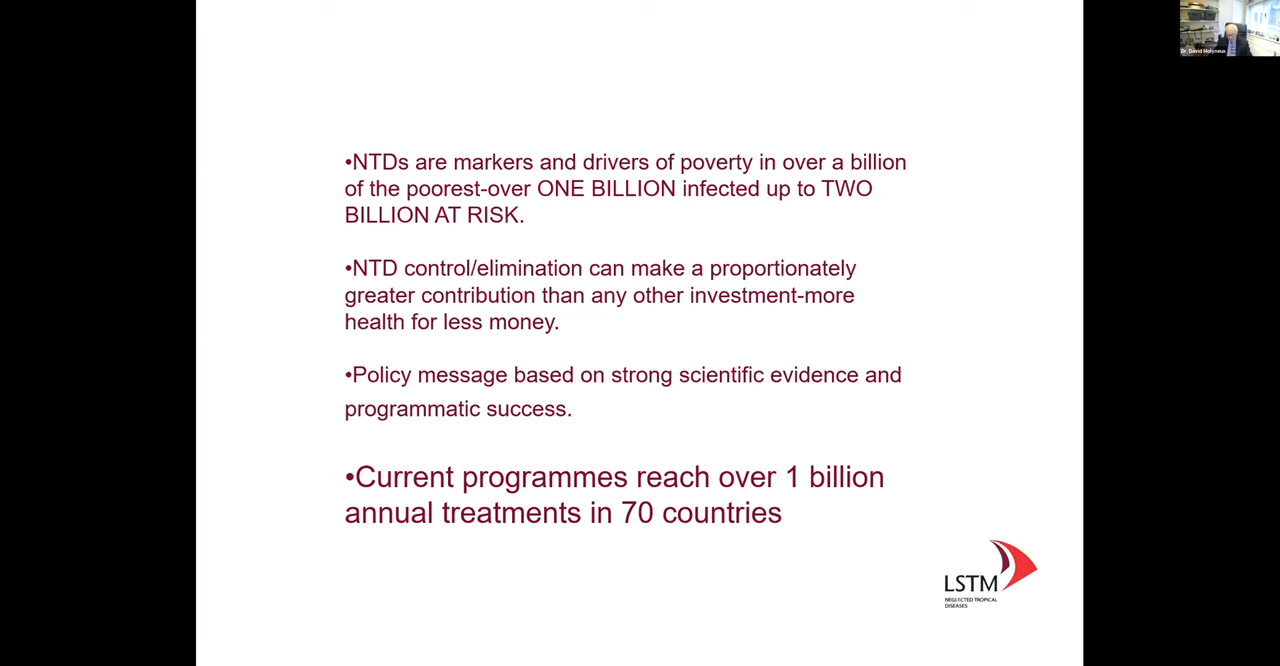 Dr. David Molyneux
•NTDs are markers and drivers of poverty in over a billion
of the poorest-over ONE BILLION infected up to TWO
BILLION AT RISK.
•NTD control/elimination can make a proportionately
greater contribution than any other investment-more
health for less money.
•Policy message based on strong scientific evidence and
programmatic success.
•Current programmes reach over 1 billion
annual treatments in 70 countries
LSTM
NEGLECTED TROPICAL
DISEASES